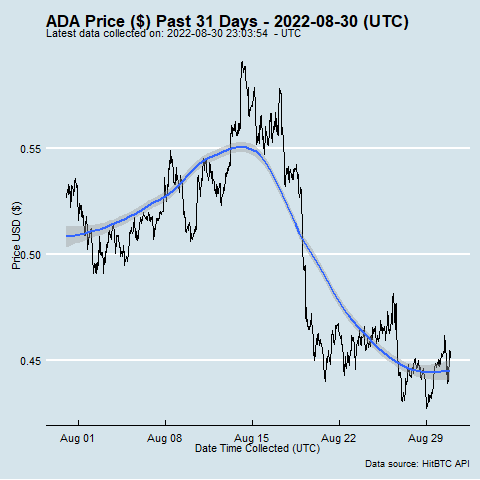 ADA Price ($) Past 31 Days - 2022-08-30 (UTC)
Latest data collected on: 2022-08-30 23:03:54  - UTC
Price USD ($)
0.55
0.50
0.45
Aug 01 Aug 08 Aug 15 Aug 22 Aug 29
Date Time Collected (UTC)
Data source: HitBTC API